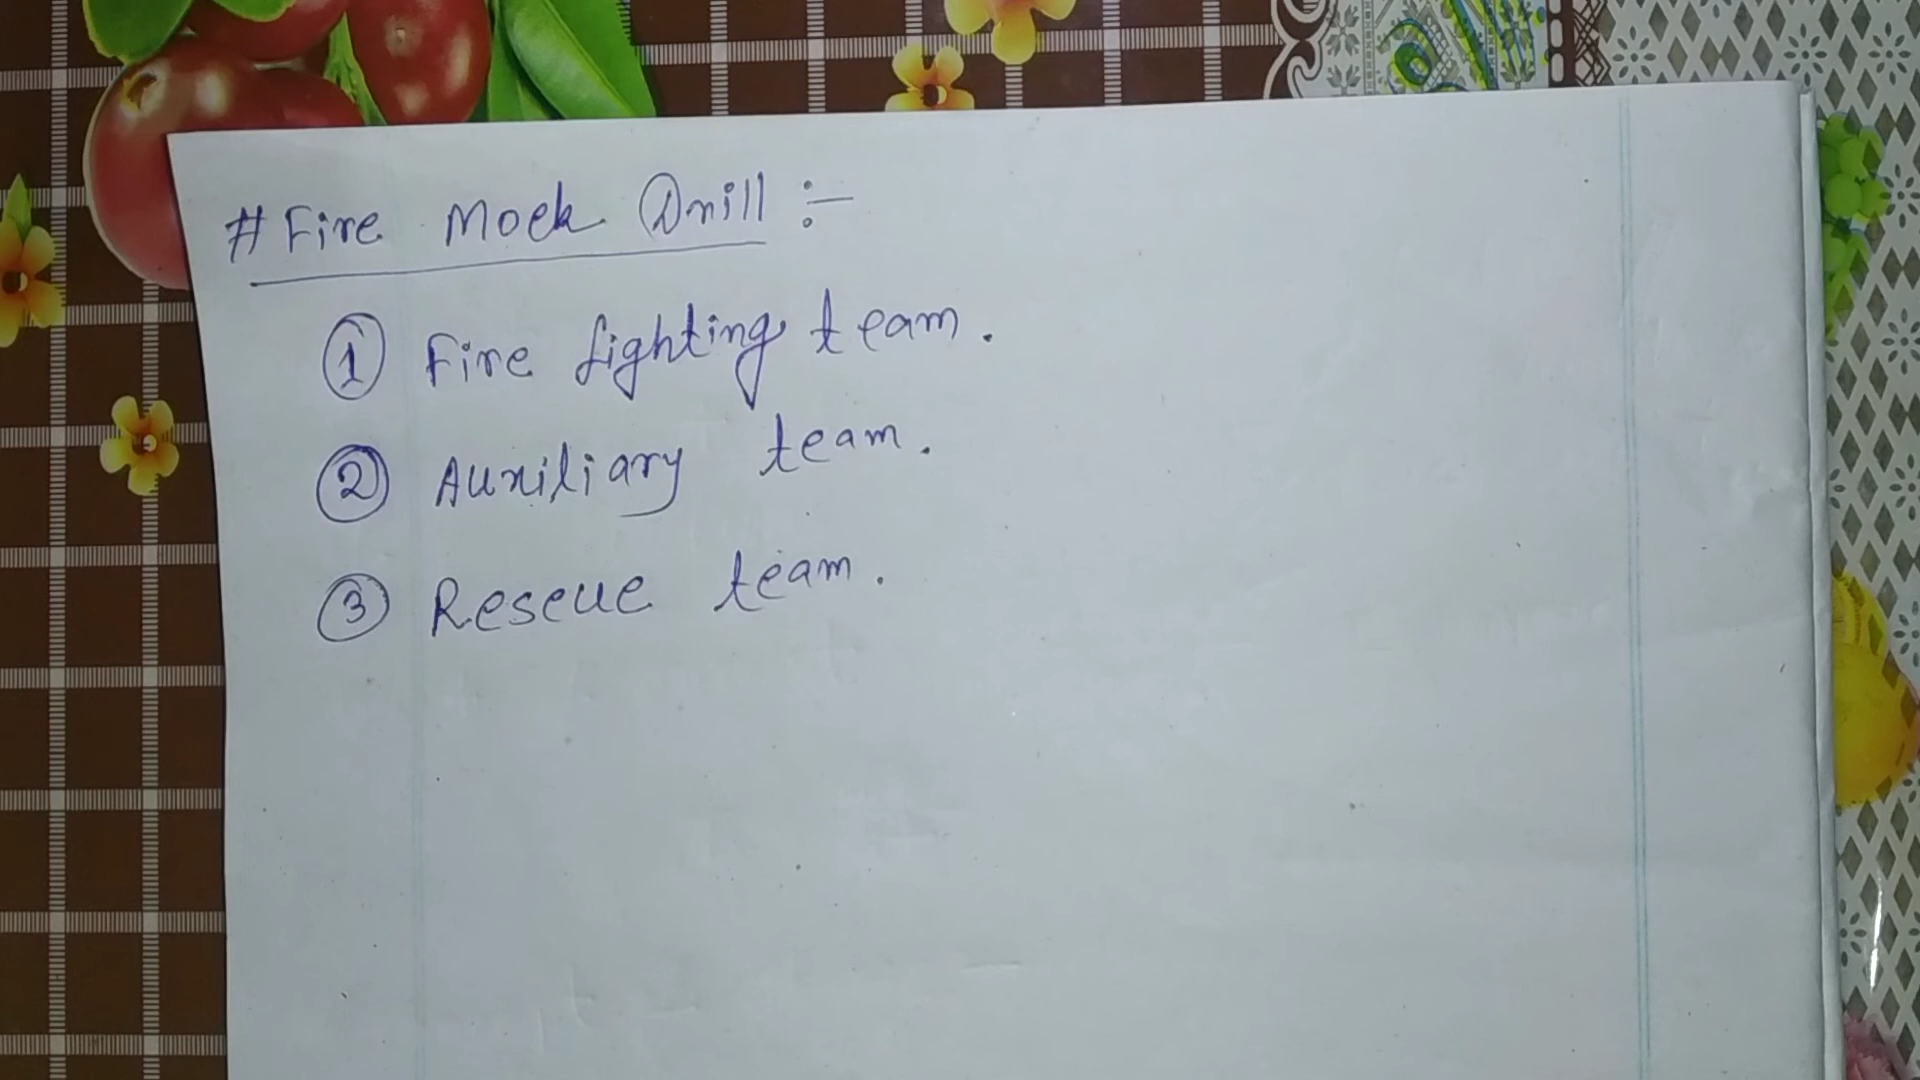 # Fire Mock Drill :-
① Fire fighting team.
② Auxiliary team.
③ Rescue team.